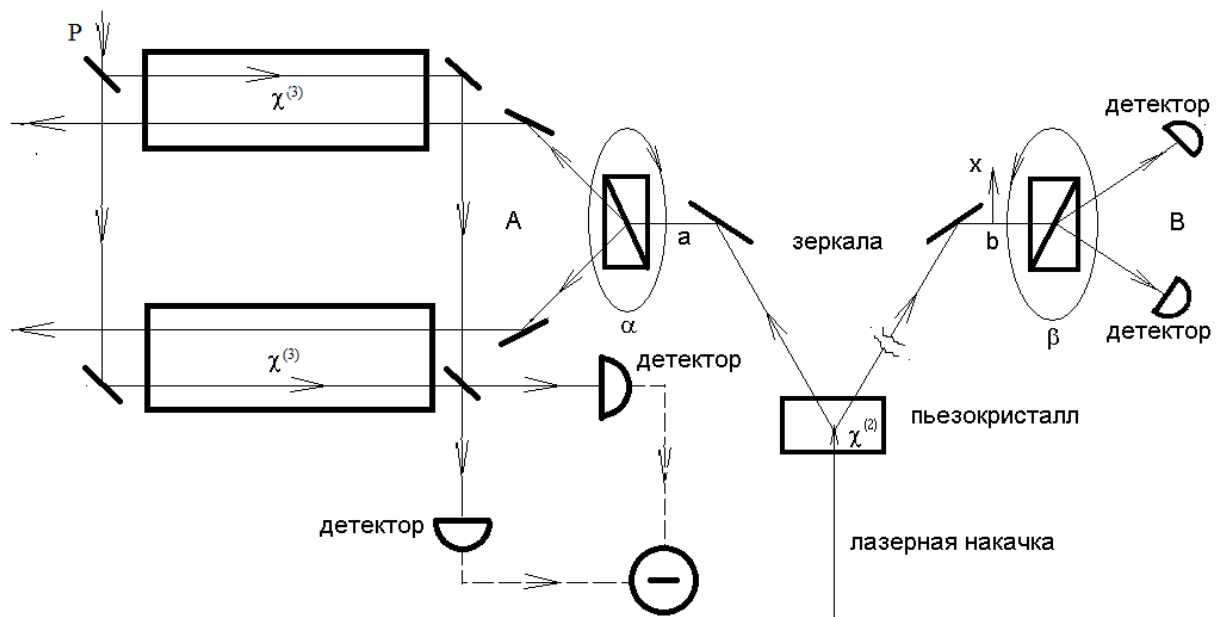 P
χ⁽³⁾
детектор
x
A
a
зеркала
b
B
α
β
детектор
χ⁽³⁾
детектор
пьезокристалл
χ⁽²⁾
детектор
лазерная накачка